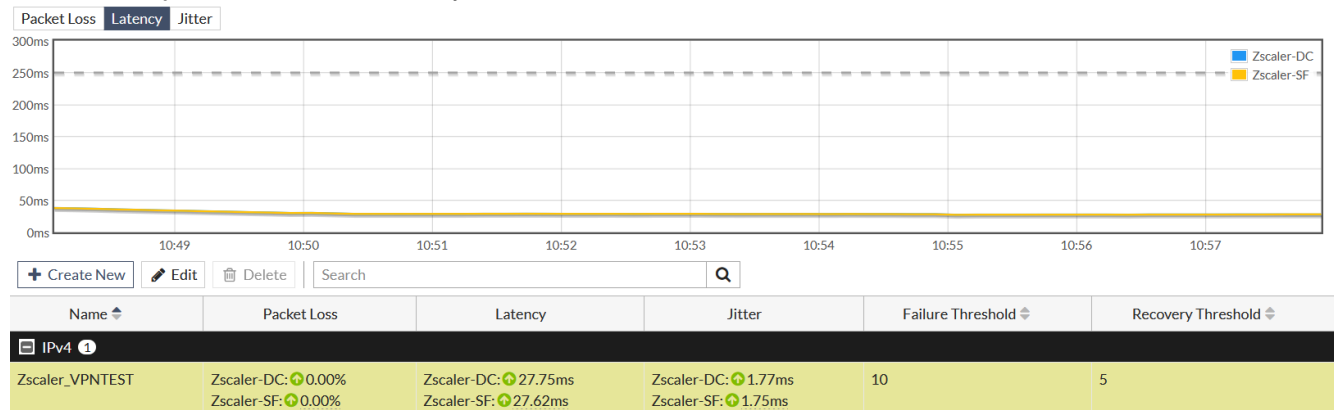 Packet Loss Latency Jitter
300ms
Zscaler-DC
250ms
Zscaler-SF
200ms
150ms
100ms
50ms
0ms
10:49 10:50 10:51 10:52 10:53 10:54 10:55 10:56 10:57
+ Create New Edit Delete Search
Name Packet Loss Latency Jitter Failure Threshold Recovery Threshold
IPv4 1
Zscaler_VPNTEST Zscaler-DC: 0.00% Zscaler-DC: 27.75ms Zscaler-DC: 1.77ms 10 5
Zscaler-SF: 0.00% Zscaler-SF: 27.62ms Zscaler-SF: 1.75ms